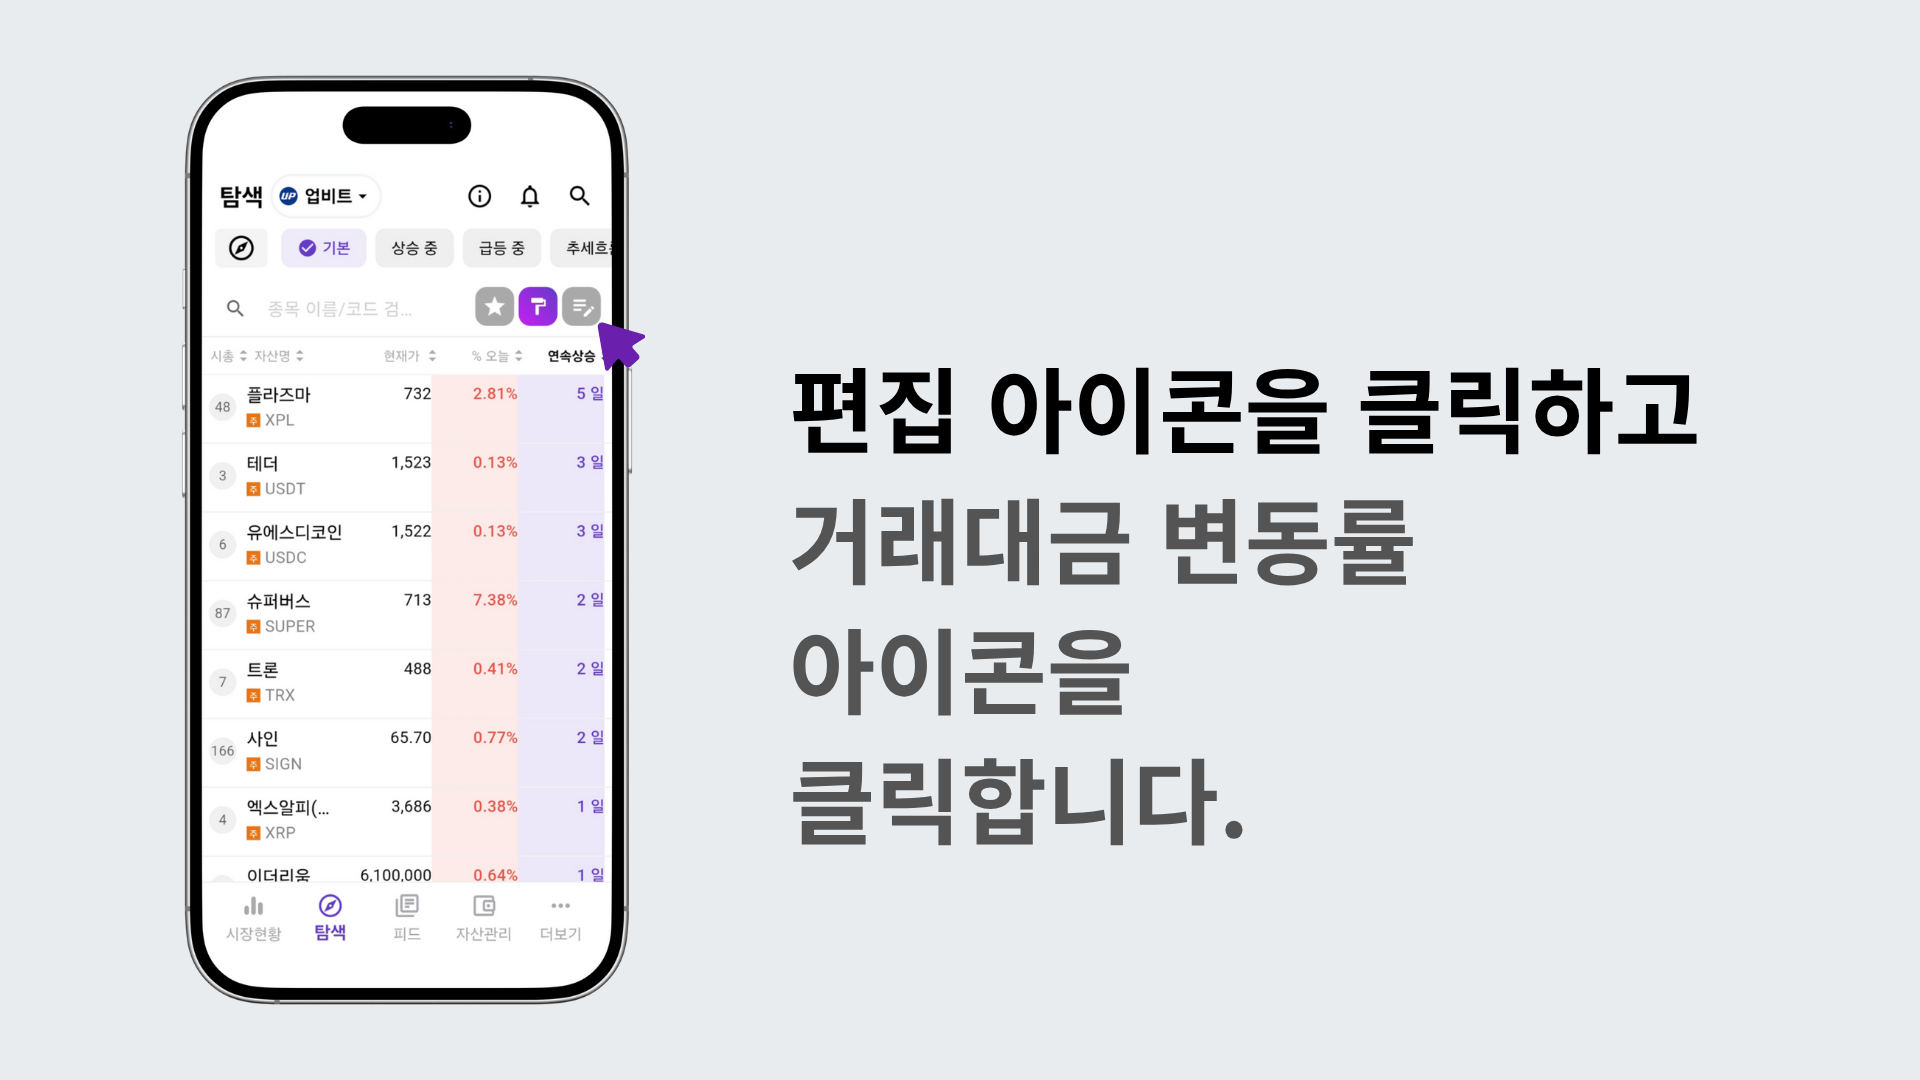 탐색 UP 업비트
기본 상승 중 급등 중 추세흐
종목 이름/코드 검...
시총 자산명 현재가 % 오늘 연속상승
48 플라즈마 732 2.81% 5 일
주 XPL
3 테더 1,523 0.13% 3 일
주 USDT
6 유에스디코인 1,522 0.13% 3 일
주 USDC
87 슈퍼버스 713 7.38% 2 일
주 SUPER
7 트론 488 0.41% 2 일
주 TRX
166 사인 65.70 0.77% 2 일
주 SIGN
4 엑스알피(... 3,686 0.38% 1 일
주 XRP
이더리움 6,100,000 0.64% 1 일
시장현황 탐색 피드 자산관리 더보기
편집 아이콘을 클릭하고
거래대금 변동률
아이콘을
클릭합니다.